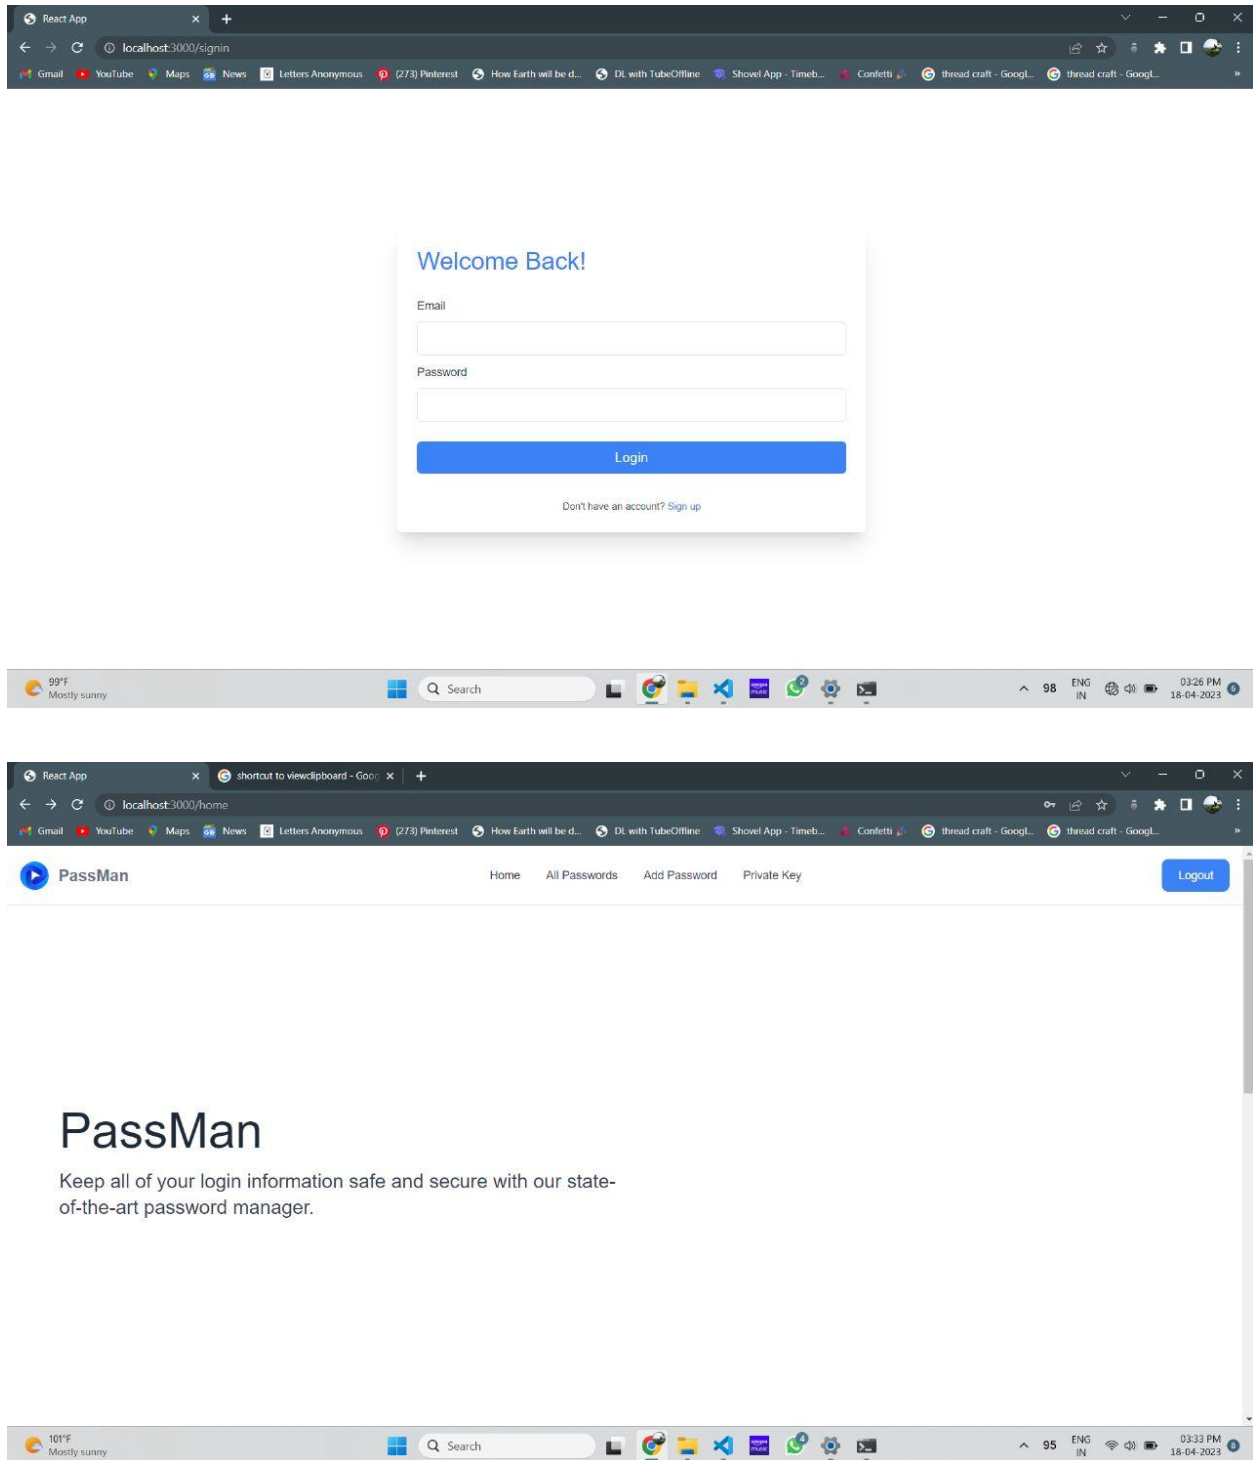 React App
localhost:3000/signin
Gmail YouTube Maps News Letters Anonymous (273) Pinterest How Earth will be d... DL with TubeOffline Shovel App - Timeb... Confetti thread craft - Googl... thread craft - Googl... »
Welcome Back!
Email
Password
Login
Don't have an account? Sign up
99°F
Mostly sunny
Search
2
98
ENG
IN
03:26 PM
18-04-2023
React App shortcut to viewclipboard - Goog
localhost:3000/home
Gmail YouTube Maps News Letters Anonymous (273) Pinterest How Earth will be d... DL with TubeOffline Shovel App - Timeb... Confetti thread craft - Googl... thread craft - Googl... »
PassMan Home All Passwords Add Password Private Key Logout
PassMan
Keep all of your login information safe and secure with our state-
of-the-art password manager.
101°F
Mostly sunny
Search
4
95
ENG
IN
03:33 PM
18-04-2023